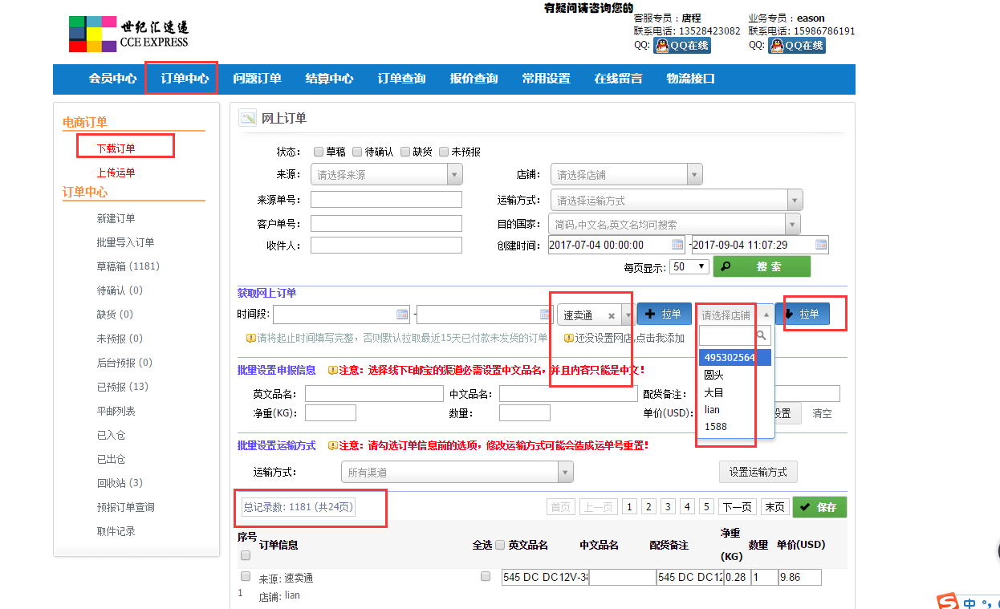 有疑问请咨询您的
世纪汇速递
CCE EXPRESS
客服专员：唐程
业务专员：eason
联系电话: 13528423082
联系电话: 15986786191
QQ: QQ在线
QQ: QQ在线
会员中心 订单中心 问题订单 结算中心 订单查询 报价查询 常用设置 在线留言 物流接口
电商订单
下载订单
上传运单
订单中心
新建订单
批量导入订单
草稿箱 (1181)
待确认 (0)
缺货 (0)
未预报 (0)
后台预报 (0)
已预报 (13)
平邮列表
已入仓
已出仓
回收站 (3)
预报订单查询
取件记录
网上订单
状态： 草稿 待确认 缺货 未预报
来源： 请选择来源 店铺： 请选择店铺
来源单号： 运输方式： 请选择运输方式
客户单号： 目的国家： 简码,中文名,英文名均可搜索
收件人： 创建时间： 2017-07-04 00:00:00 - 2017-09-04 11:07:29
每页显示: 50 搜 索
获取网上订单
时间段: - 速卖通 × 拉单 请选择店铺 拉单
请将起止时间填写完整，否则默认拉取最近15天已付款未发货的订单 还没设置网店,点击我添加
495302564
圆头
大目
lian
1588
批量设置申报信息 注意：选择线下E邮宝的渠道必需设置中文品名，并且内容只能是中文！
英文品名： 中文品名： 配货备注：
净重(KG)： 数量： 单价(USD)： 设置 清空
批量设置运输方式 注意：请勾选订单信息前的选项，修改运输方式可能会造成运单号重置！
运输方式： 所有渠道 设置运输方式
总记录数: 1181 (共24页) 首页 上一页 1 2 3 4 5 下一页 末页 保存
序号 订单信息 全选 英文品名 中文品名 配货备注 净重(KG) 数量 单价(USD)
来源: 速卖通 545 DC DC12V-3 545 DC DC12 0.28 1 9.86
1 店铺: lian
中 °,